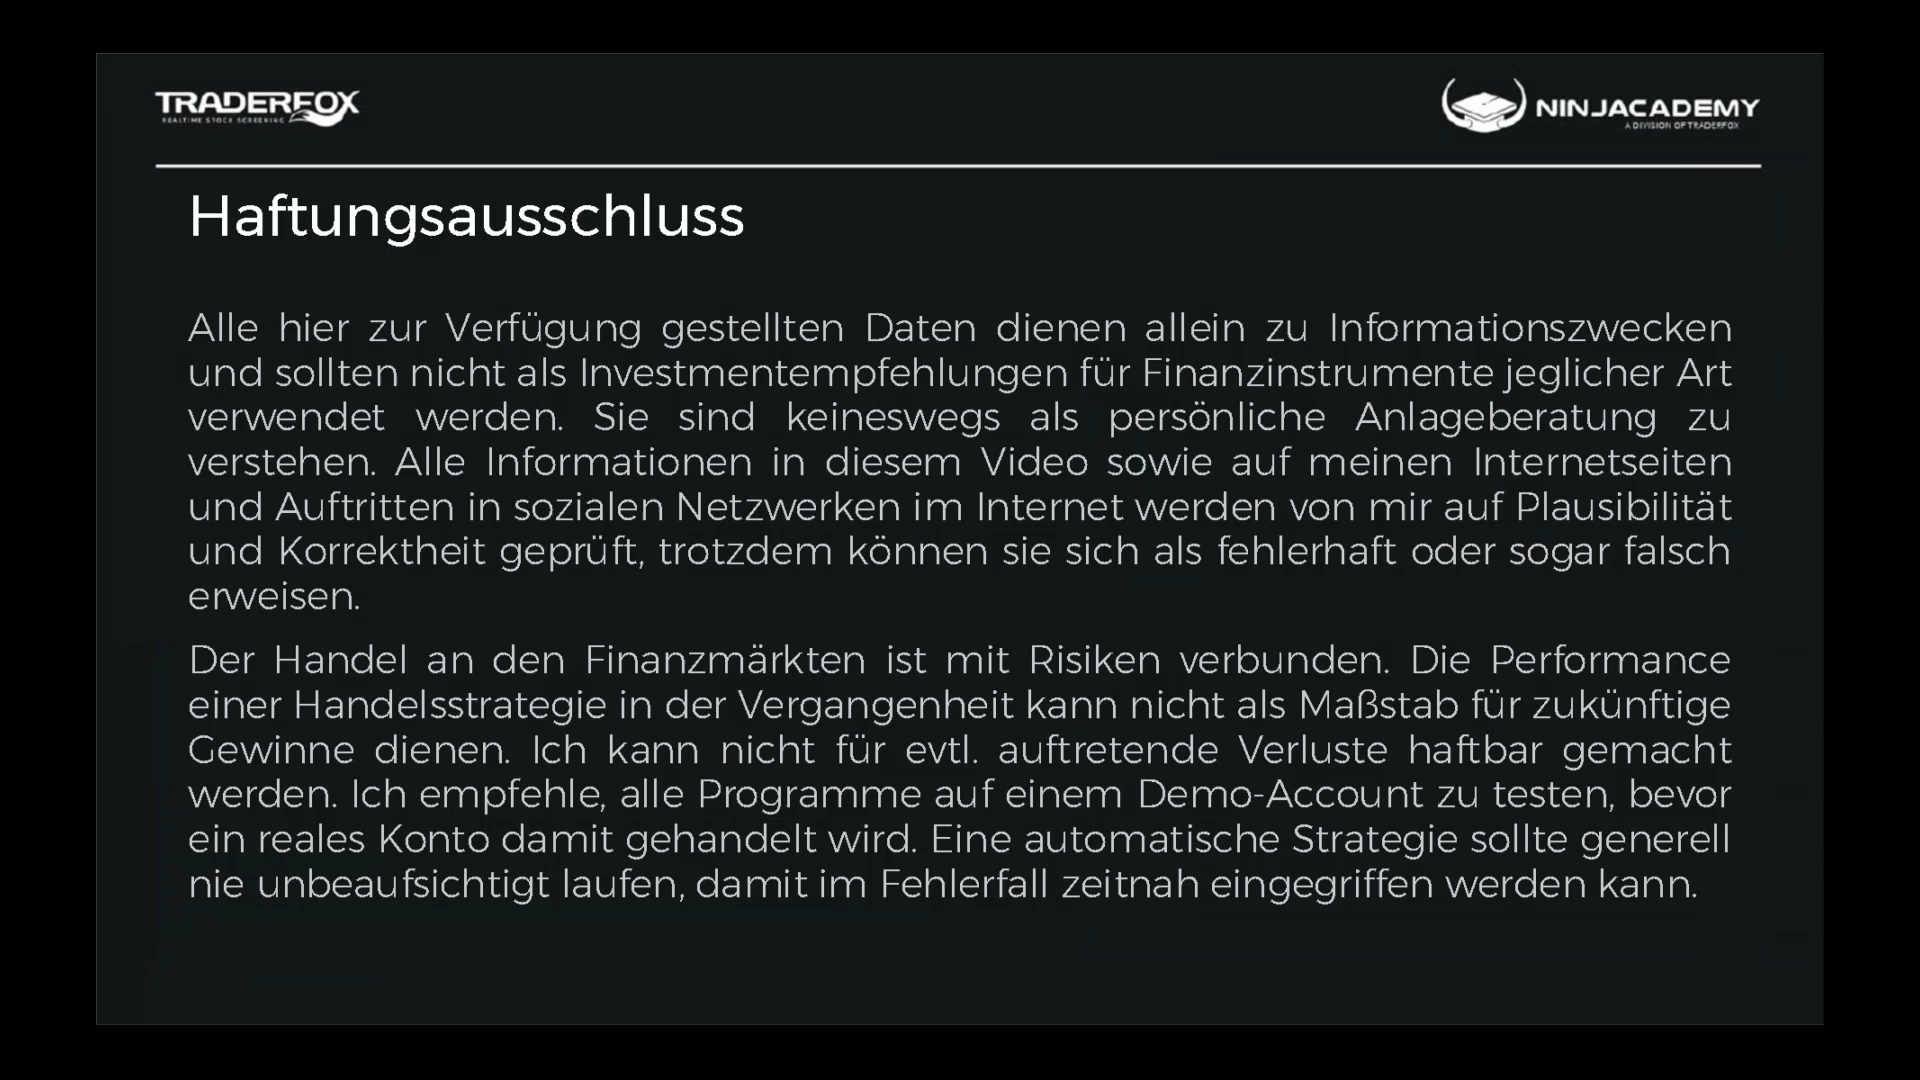 TRADERFOX
REALTIME STOCK SCREENING
NINJACADEMY
A DIVISION OF TRADERFOX
Haftungsausschluss
Alle hier zur Verfügung gestellten Daten dienen allein zu Informationszwecken
und sollten nicht als Investmentempfehlungen für Finanzinstrumente jeglicher Art
verwendet werden. Sie sind keineswegs als persönliche Anlageberatung zu
verstehen. Alle Informationen in diesem Video sowie auf meinen Internetseiten
und Auftritten in sozialen Netzwerken im Internet werden von mir auf Plausibilität
und Korrektheit geprüft, trotzdem können sie sich als fehlerhaft oder sogar falsch
erweisen.
Der Handel an den Finanzmärkten ist mit Risiken verbunden. Die Performance
einer Handelsstrategie in der Vergangenheit kann nicht als Maßstab für zukünftige
Gewinne dienen. Ich kann nicht für evtl. auftretende Verluste haftbar gemacht
werden. Ich empfehle, alle Programme auf einem Demo-Account zu testen, bevor
ein reales Konto damit gehandelt wird. Eine automatische Strategie sollte generell
nie unbeaufsichtigt laufen, damit im Fehlerfall zeitnah eingegriffen werden kann.